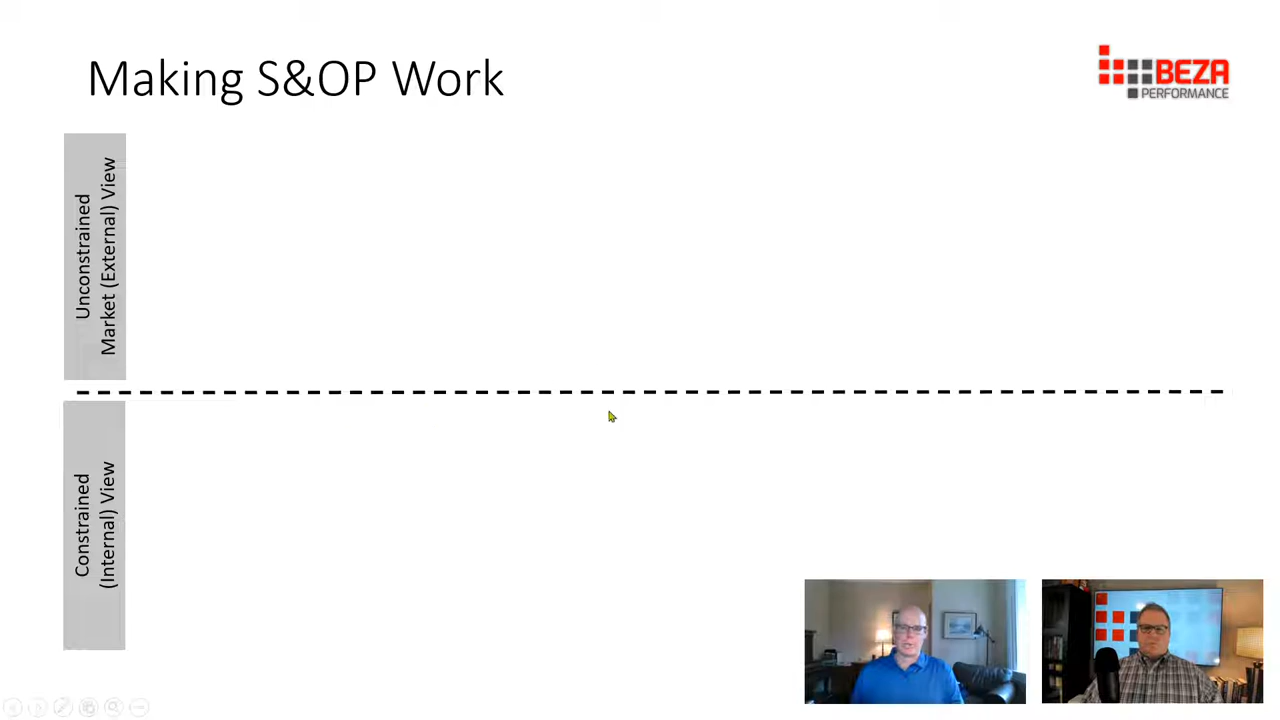 Making S&OP Work
BEZA
PERFORMANCE
Unconstrained
Market (External) View
Constrained
(Internal) View